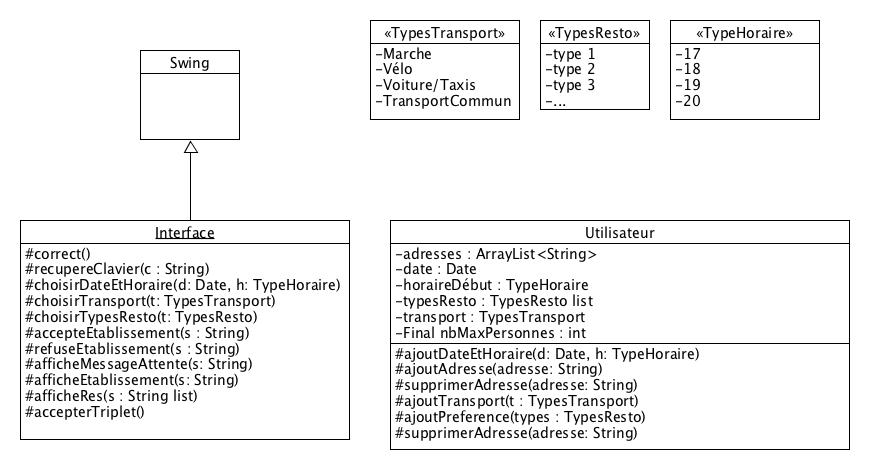 «TypesTransport»
-Marche
-Vélo
-Voiture/Taxis
-TransportCommun
«TypesResto»
-type 1
-type 2
-type 3
-...
«TypeHoraire»
-17
-18
-19
-20
Swing
Interface
#correct()
#recupereClavier(c : String)
#choisirDateEtHoraire(d: Date, h: TypeHoraire)
#choisirTransport(t: TypesTransport)
#choisirTypesResto(t: TypesResto)
#accepteEtablissement(s : String)
#refuseEtablissement(s : String)
#afficheMessageAttente(s: String)
#afficheEtablissement(s: String)
#afficheRes(s : String list)
#accepterTriplet()
Utilisateur
-adresses : ArrayList<String>
-date : Date
-horaireDébut : TypeHoraire
-typesResto : TypesResto list
-transport : TypesTransport
-Final nbMaxPersonnes : int
#ajoutDateEtHoraire(d: Date, h: TypeHoraire)
#ajoutAdresse(adresse: String)
#supprimerAdresse(adresse: String)
#ajoutTransport(t : TypesTransport)
#ajoutPreference(types : TypesResto)
#supprimerAdresse(adresse: String)